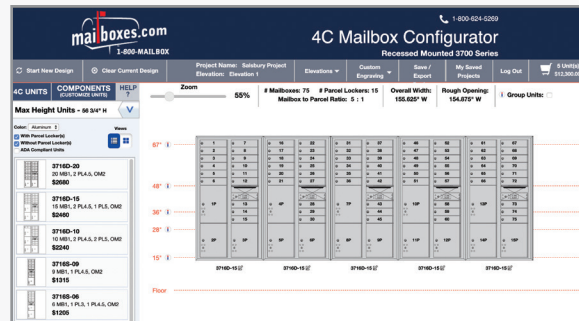 mailboxes.com
1-800-MAILBOX
1-800-624-5269
4C Mailbox Configurator
Recessed Mounted 3700 Series
Start New Design
Clear Current Design
Project Name: Salsbury Project
Elevation: Elevation 1
Elevations
Custom Engraving
Save / Export
My Saved Projects
Log Out
5 Unit(s)
4C UNITS
COMPONENTS
(CUSTOMIZE UNITS)
HELP
?
Zoom
55%
# Mailboxes: 75 # Parcel Lockers: 15
Mailbox to Parcel Ratio: 5 : 1
Overall Width:
155.625" W
Rough Opening:
154.875" W
Group Units:
Max Height Units - 56 3/4" H
V
Color: Aluminum
Views
With Parcel Locker(s)
Without Parcel Locker(s)
ADA Compliant Units
3716D-20
20 MB1, 2 PL4.5, OM2
$2680
3716D-15
15 MB1, 2 PL4.5, 1 PL5, OM2
$2460
3716D-10
10 MB1, 2 PL4.5, 2 PL5, OM2
$2240
3716S-09
9 MB1, 1 PL4.5, OM2
$1315
3716S-06
6 MB1, 1 PL3, 1 PL4.5, OM2
$1205
67"
48"
36"
28"
15"
Floor
3716D-15
3716D-15
3716D-15
3716D-15
3716D-15